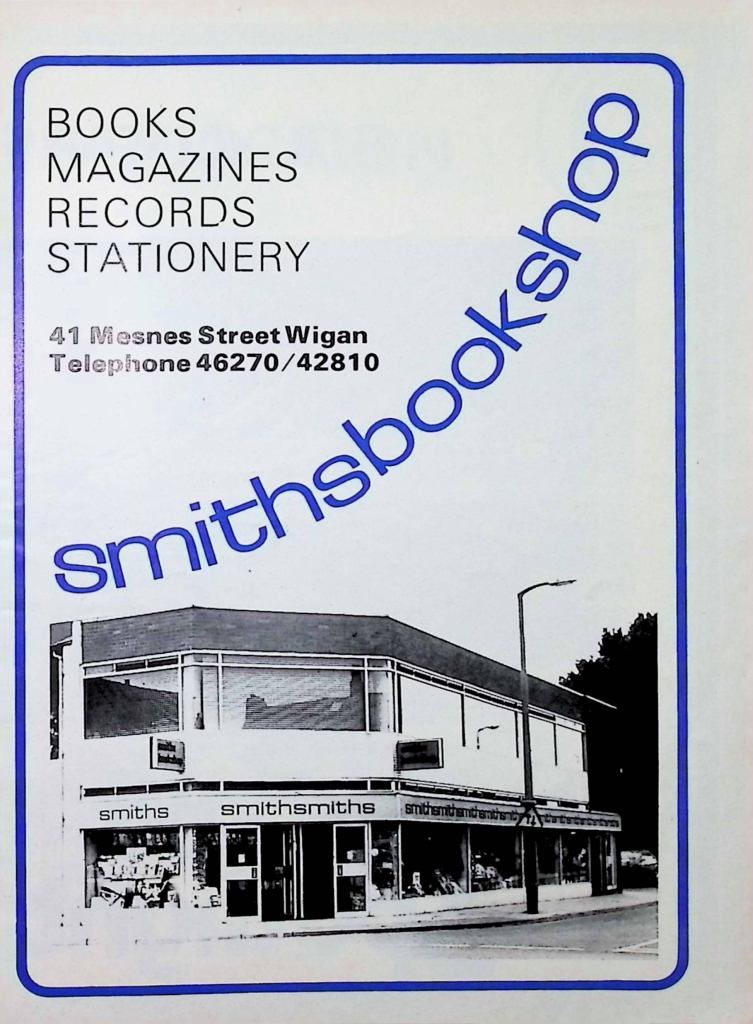 BOOKS
MAGAZINES
RECORDS
STATIONERY
41 Mesnes Street Wigan
Telephone 46270/42810
smithsbookshop
smiths
smithsmiths